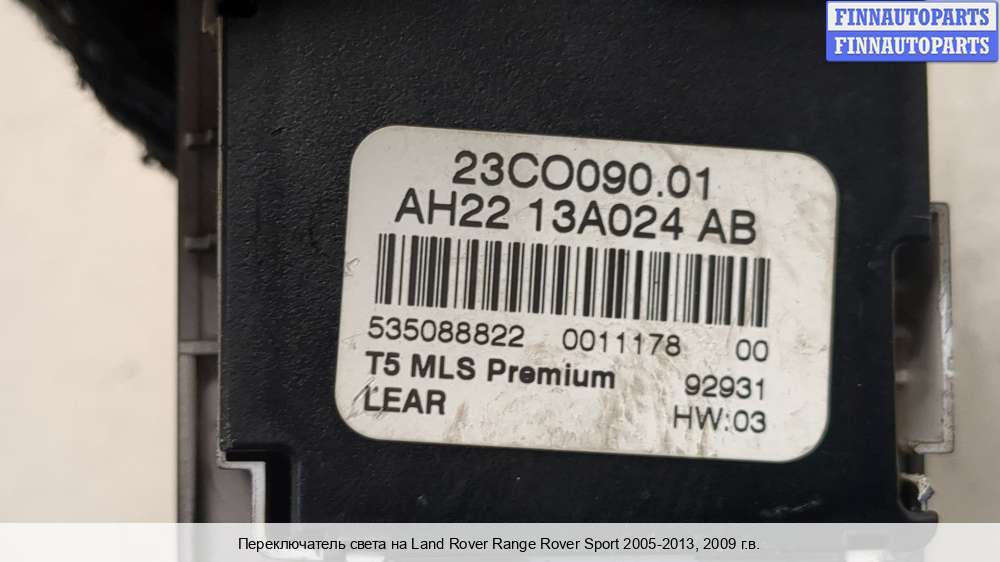 FINNAUTOPARTS
FINNAUTOPARTS
23CO090.01
AH22 13A024 AB
535088822 0011178 00
T5 MLS Premium 92931
LEAR HW:03
Переключатель света на Land Rover Range Rover Sport 2005-2013, 2009 г.в.